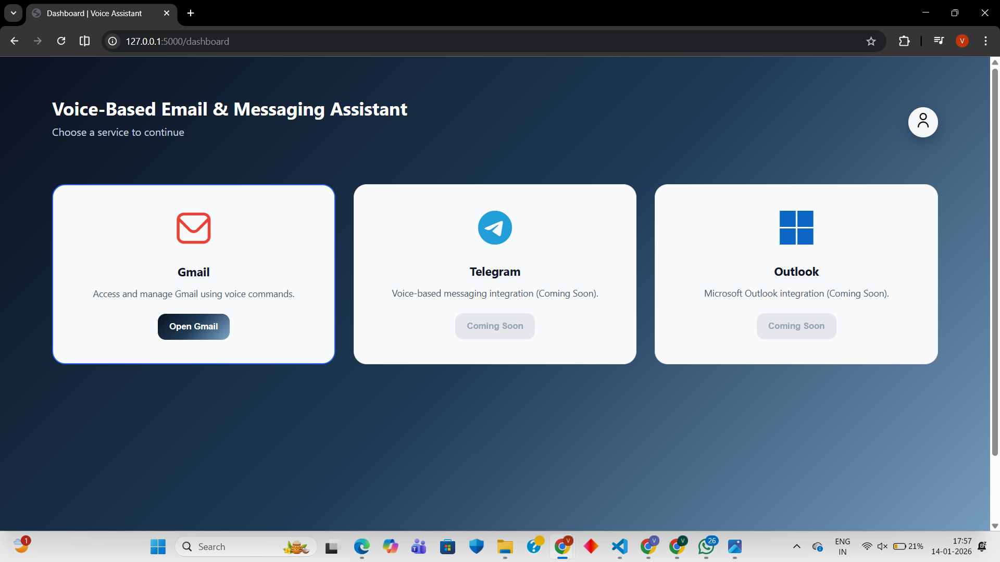 Dashboard | Voice Assistant
127.0.0.1:5000/dashboard
V
Voice-Based Email & Messaging Assistant
Choose a service to continue
Gmail
Access and manage Gmail using voice commands.
Open Gmail
Telegram
Voice-based messaging integration (Coming Soon).
Coming Soon
Outlook
Microsoft Outlook integration (Coming Soon).
Coming Soon
1
Search
V
V
V
26
ENG
IN
21%
17:57
14-01-2026